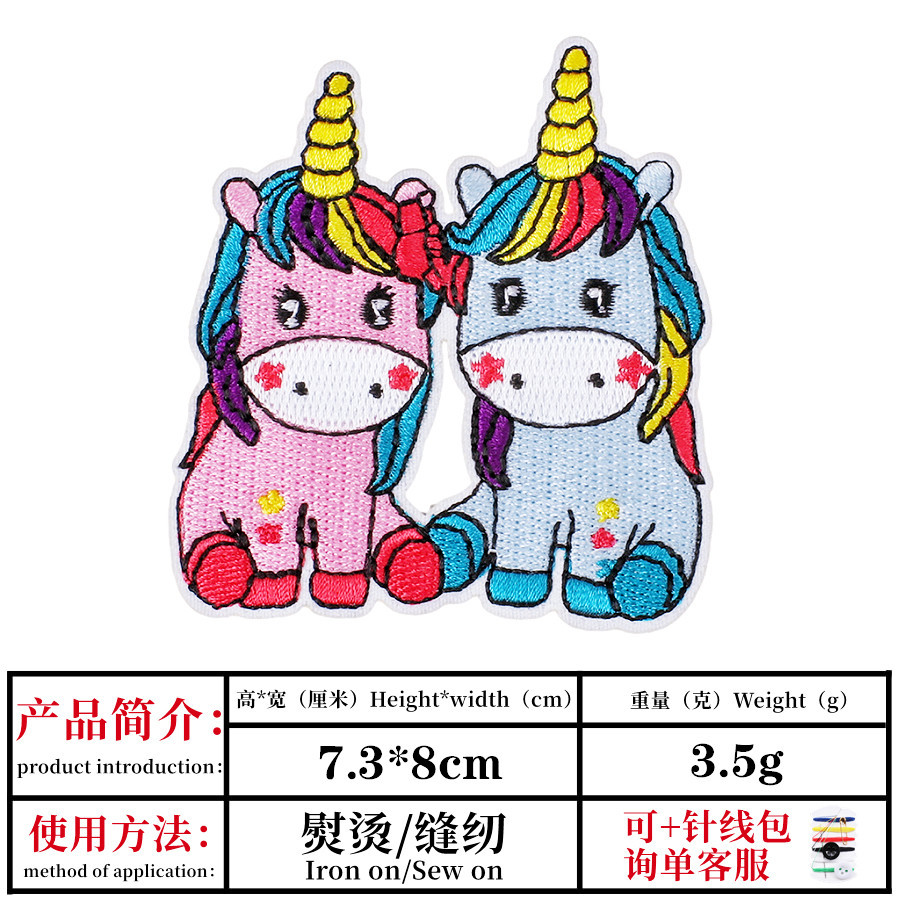 产品简介：
product introduction：
高*宽（厘米）Height*width（cm）
7.3*8cm
重量（克）Weight（g）
3.5g
使用方法：
method of application：
熨烫/缝纫
Iron on/Sew on
可+针线包
询单客服